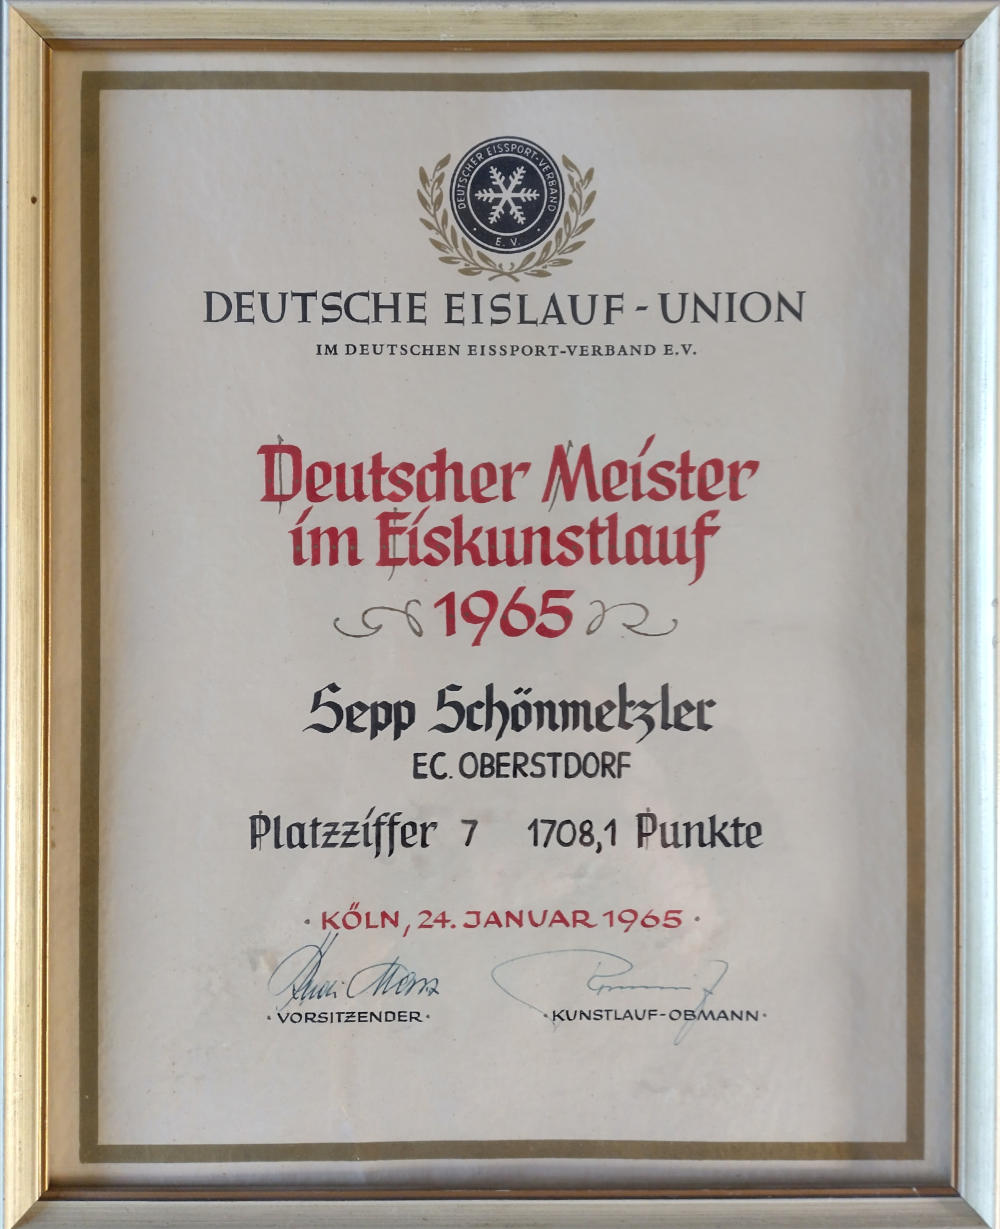 DEUTSCHER EISSPORT-VERBAND
· E. V. ·
DEUTSCHE EISLAUF-UNION
IM DEUTSCHEN EISSPORT-VERBAND E.V.
Deutscher Meister
im Eiskunstlauf
1965
Sepp Schönmetzler
EC. OBERSTDORF
Platzziffer 7 1708,1 Punkte
· KÖLN, 24. JANUAR 1965 ·
· VORSITZENDER · · KUNSTLAUF-OBMANN ·